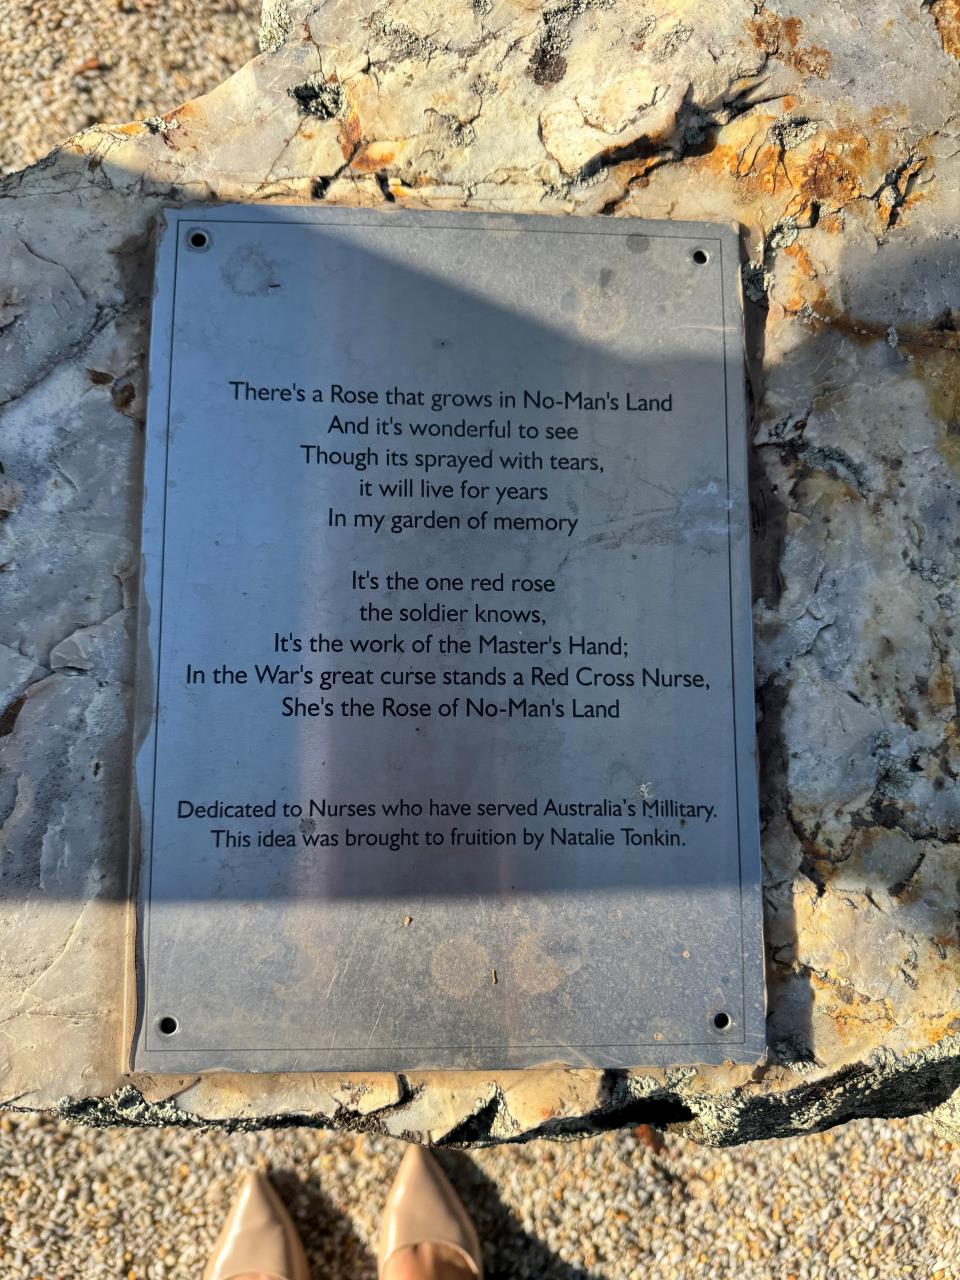 There's a Rose that grows in No-Man's Land
And it's wonderful to see
Though its sprayed with tears,
it will live for years
In my garden of memory
It's the one red rose
the soldier knows,
It's the work of the Master's Hand;
In the War's great curse stands a Red Cross Nurse,
She's the Rose of No-Man's Land
Dedicated to Nurses who have served Australia's Millitary.
This idea was brought to fruition by Natalie Tonkin.